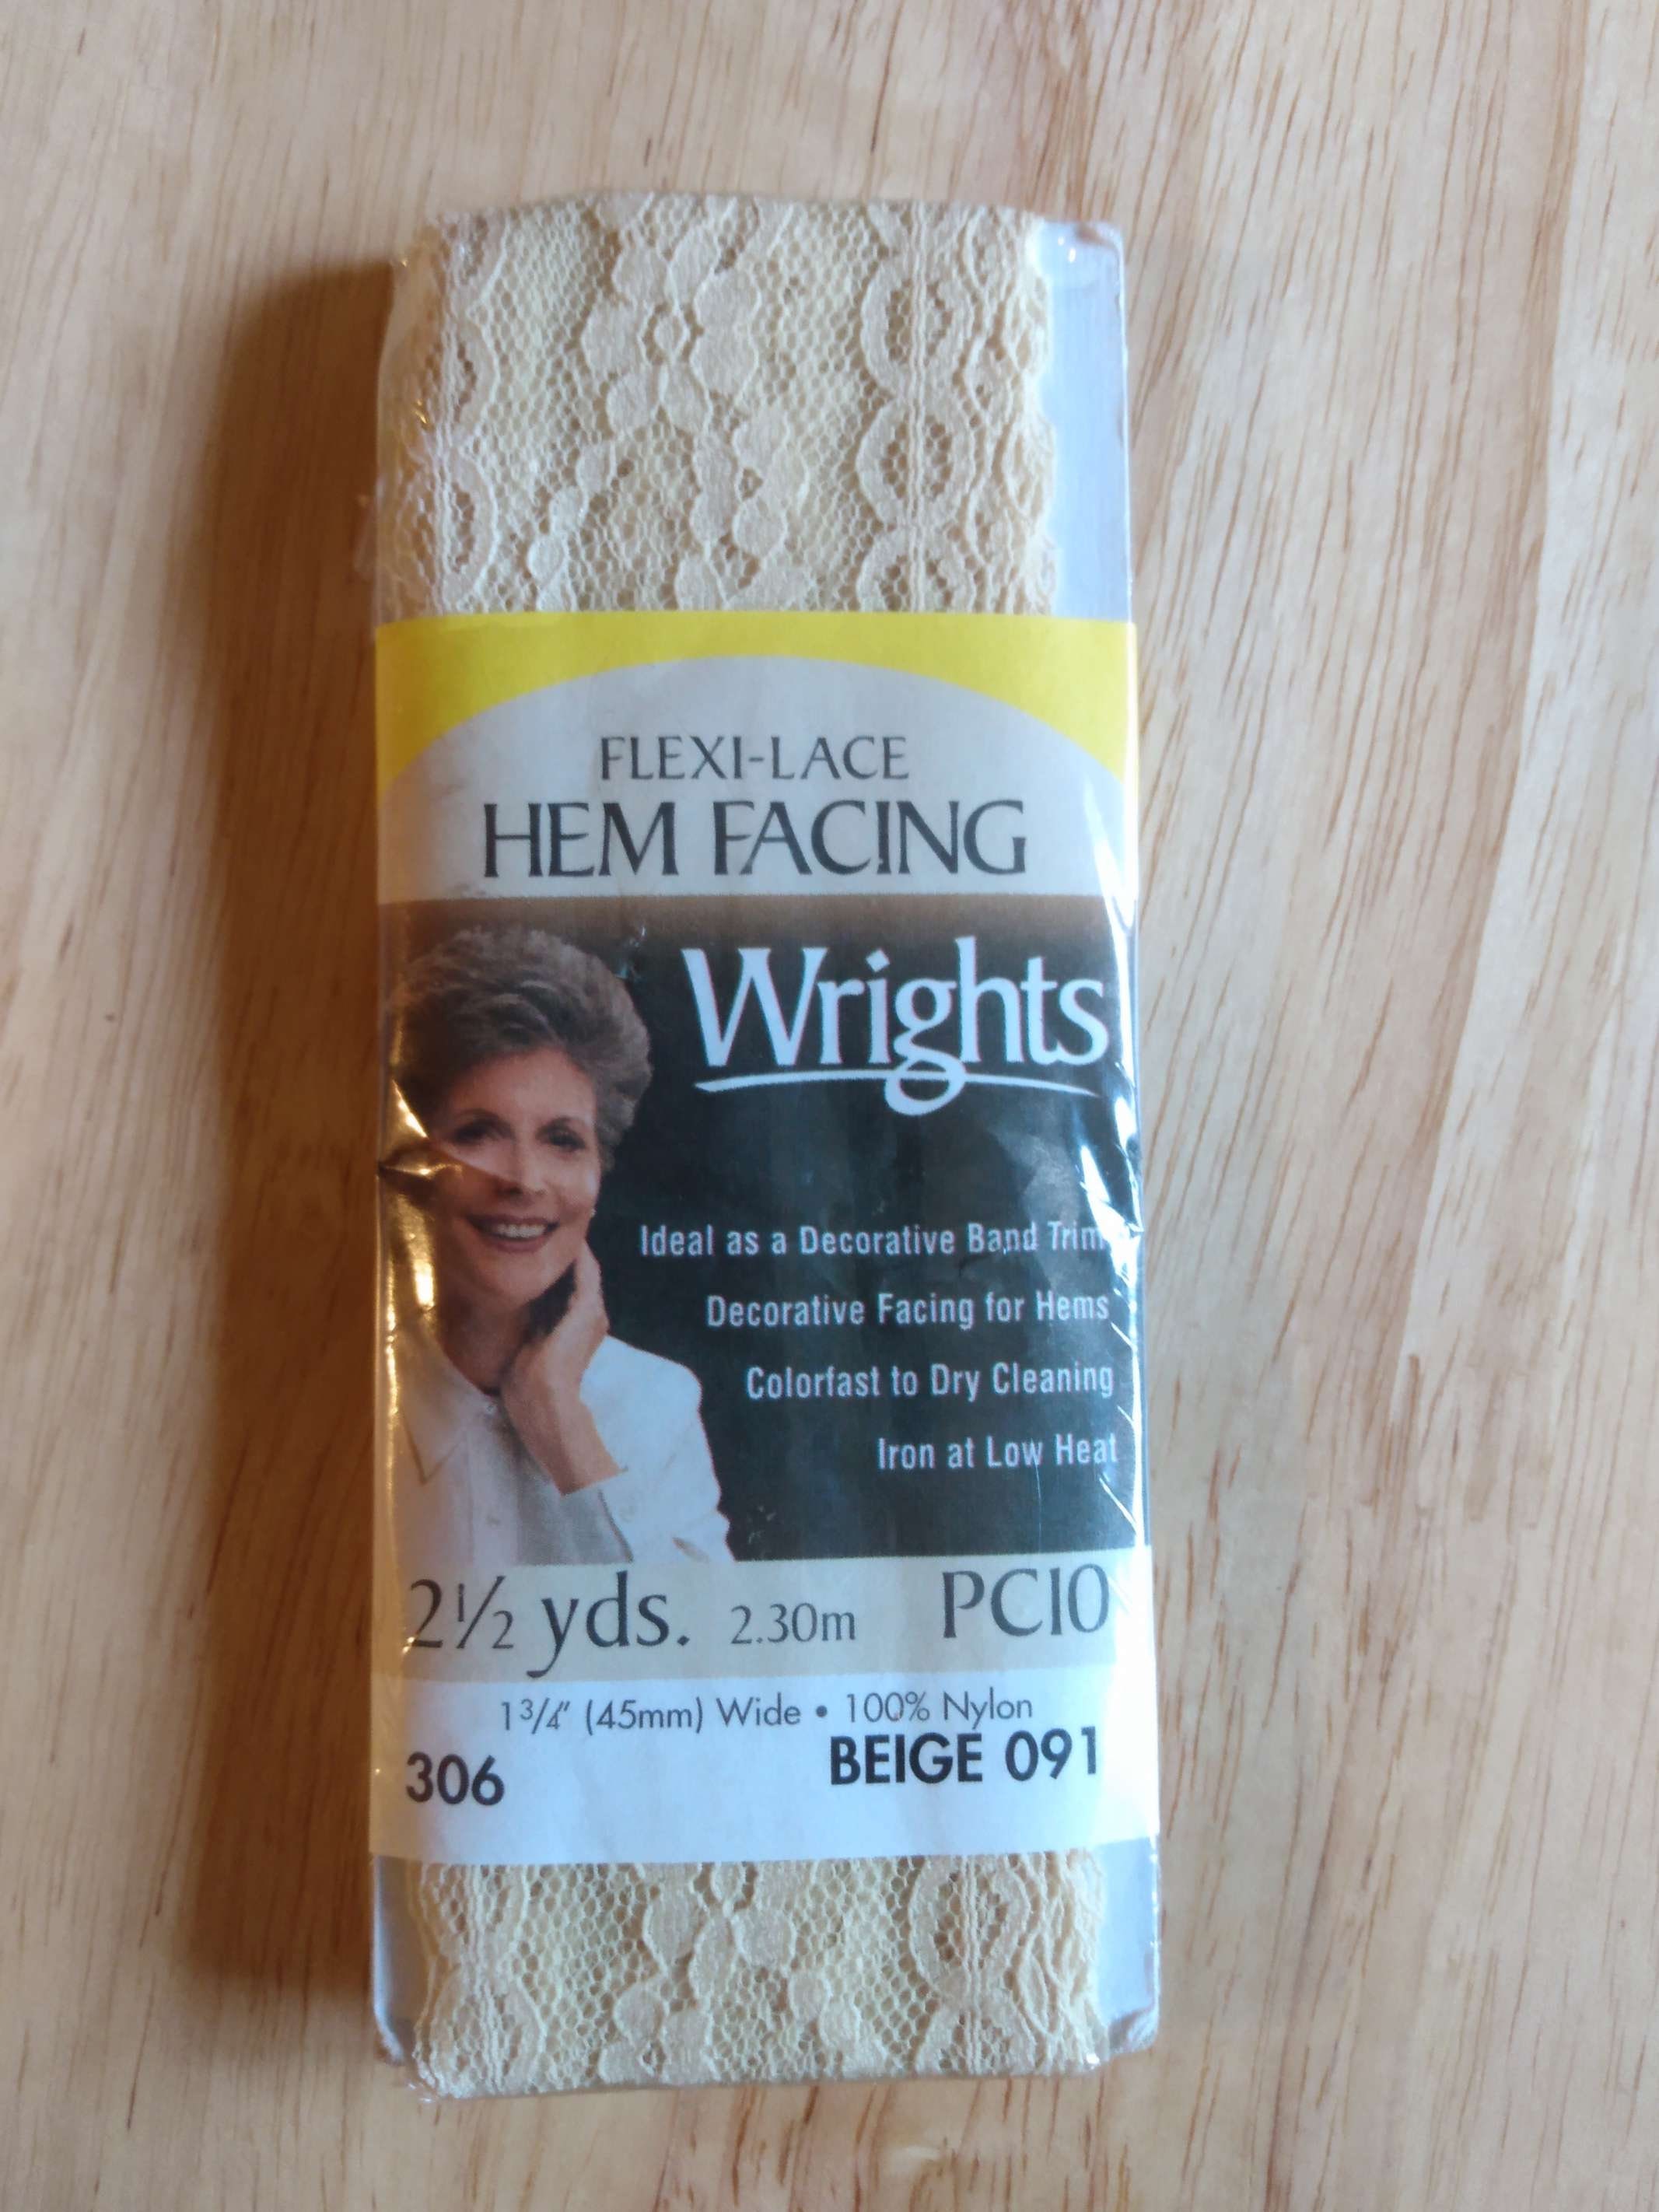 FLEXI-LACE
HEM FACING
Wrights
Ideal as a Decorative Band Trim
Decorative Facing for Hems
Colorfast to Dry Cleaning
Iron at Low Heat
2½ yds. 2.30m PC10
1¾" (45mm) Wide • 100% Nylon
306 BEIGE 091